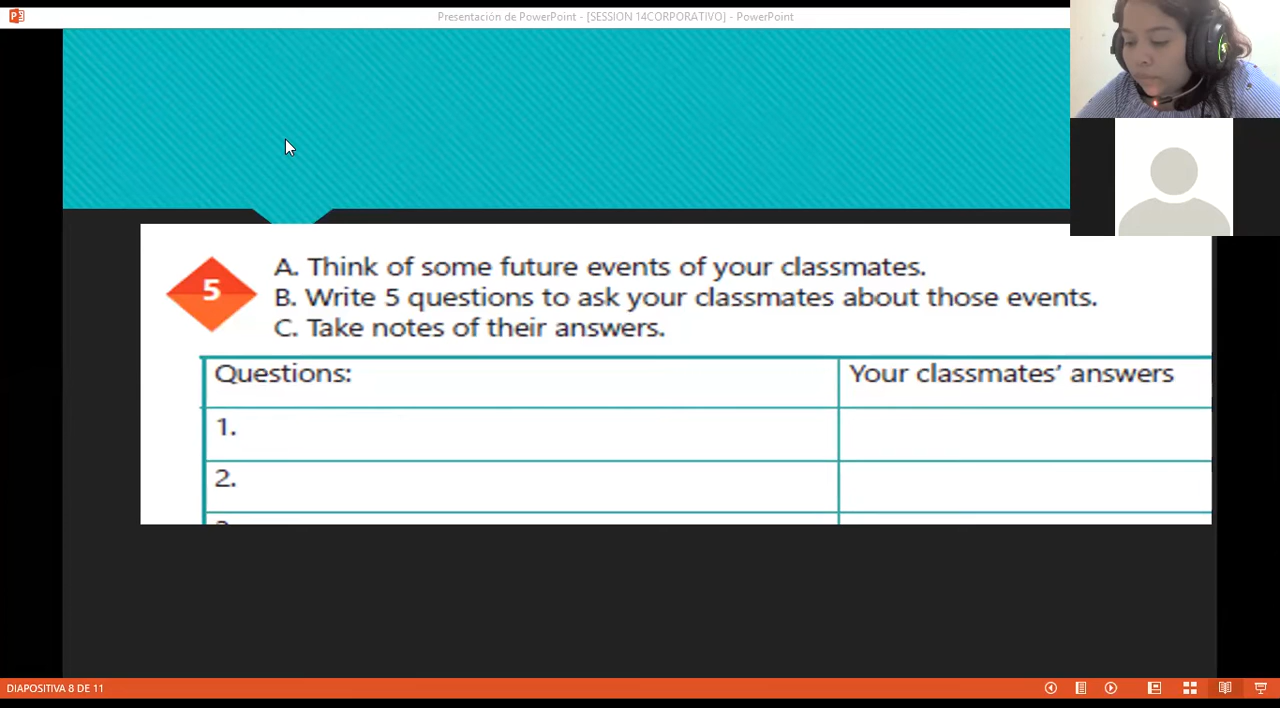 Presentación de PowerPoint - [SESSION 14CORPORATIVO] - PowerPoint
5
A. Think of some future events of your classmates.
B. Write 5 questions to ask your classmates about those events.
C. Take notes of their answers.
Questions:
Your classmates’ answers
1.
2.
DIAPOSITIVA 8 DE 11